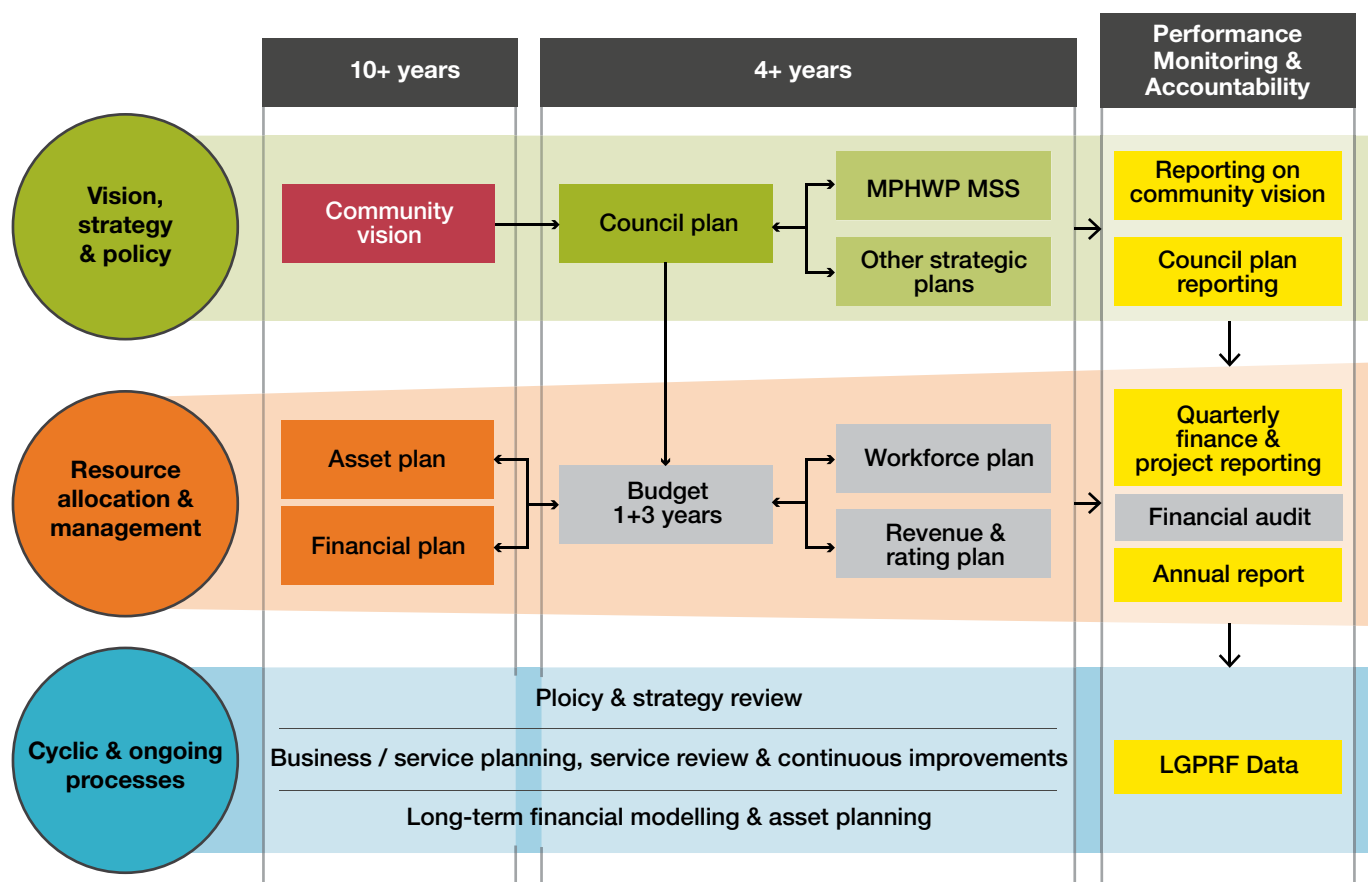 10+ years
4+ years
Performance
Monitoring &
Accountability
Vision,
strategy
& policy
Community
vision
Council plan
MPHWP MSS
Other strategic
plans
Reporting on
community vision
Council plan
reporting
Resource
allocation &
management
Asset plan
Financial plan
Budget
1+3 years
Workforce plan
Revenue &
rating plan
Quarterly
finance &
project reporting
Financial audit
Annual report
Cyclic & ongoing
processes
Ploicy & strategy review
Business / service planning, service review & continuous improvements
Long-term financial modelling & asset planning
LGPRF Data